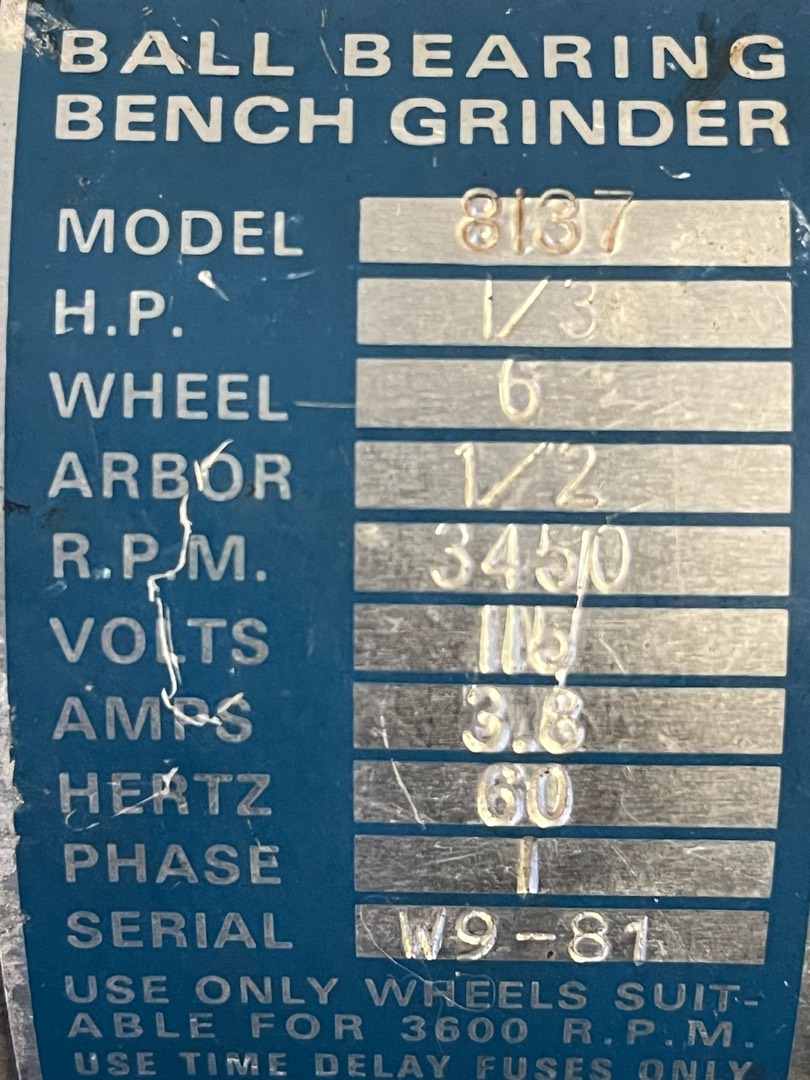 BALL BEARING
BENCH GRINDER
MODEL 8137
H.P. 1/3
WHEEL 6
ARBOR 1/2
R.P.M. 3450
VOLTS 115
AMPS 3.8
HERTZ 60
PHASE 1
SERIAL W9-81
USE ONLY WHEELS SUIT-
ABLE FOR 3600 R.P.M.
USE TIME DELAY FUSES ONLY